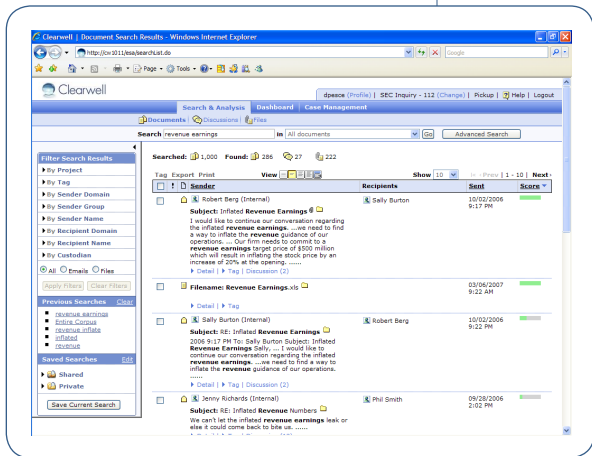 Clearwell | Document Search Results - Windows Internet Explorer
http://cw1011/esa/searchList.do
Google
Page
Tools
Clearwell
dpesce (Profile) | SEC Inquiry - 112 (Change) | Pickup | Help | Logout
Search & Analysis Dashboard Case Management
Documents | Discussions | Files
Search revenue earnings in All documents Go Advanced Search
Filter Search Results
By Project
By Tag
By Sender Domain
By Sender Group
By Sender Name
By Recipient Domain
By Recipient Name
By Custodian
All Emails Files
Apply Filters Clear Filters
Previous Searches Clear
revenue earnings
Entire Corpus
revenue inflate
inflated
revenue
Saved Searches Edit
Shared
Private
Save Current Search
Searched: 1,000 Found: 286 27 222
Tag Export Print View Show 10 Prev | 1 - 10 | Next
! Sender Recipients Sent Score
Robert Berg (Internal) Sally Burton 10/02/2006
9:17 PM
Subject: Inflated Revenue Earnings
I would like to continue our conversation regarding
the inflated revenue earnings. ...we need to find
a way to inflate the revenue guidance of our
operations. ... Our firm needs to commit to a
revenue earnings target price of $500 million
which will result in inflating the stock price by an
increase of 20% at the opening. ......
Detail | Tag | Discussion (2)
Filename: Revenue Earnings.xls 03/06/2007
9:22 AM
Detail | Tag
Sally Burton (Internal) Robert Berg 10/02/2006
9:22 PM
Subject: RE: Inflated Revenue Earnings
2006 9:17 PM To: Sally Burton Subject: Inflated
Revenue Earnings Sally, ... I would like to
continue our conversation regarding the inflated
revenue earnings. ...we need to find a way to
inflate the revenue guidance of our operations.
......
Detail | Tag | Discussion (2)
Jenny Richards (Internal) Phil Smith 09/28/2006
2:02 PM
Subject: RE: Inflated Revenue Numbers
We can't let the inflated revenue earnings leak or
else it could come back to bite us. ......